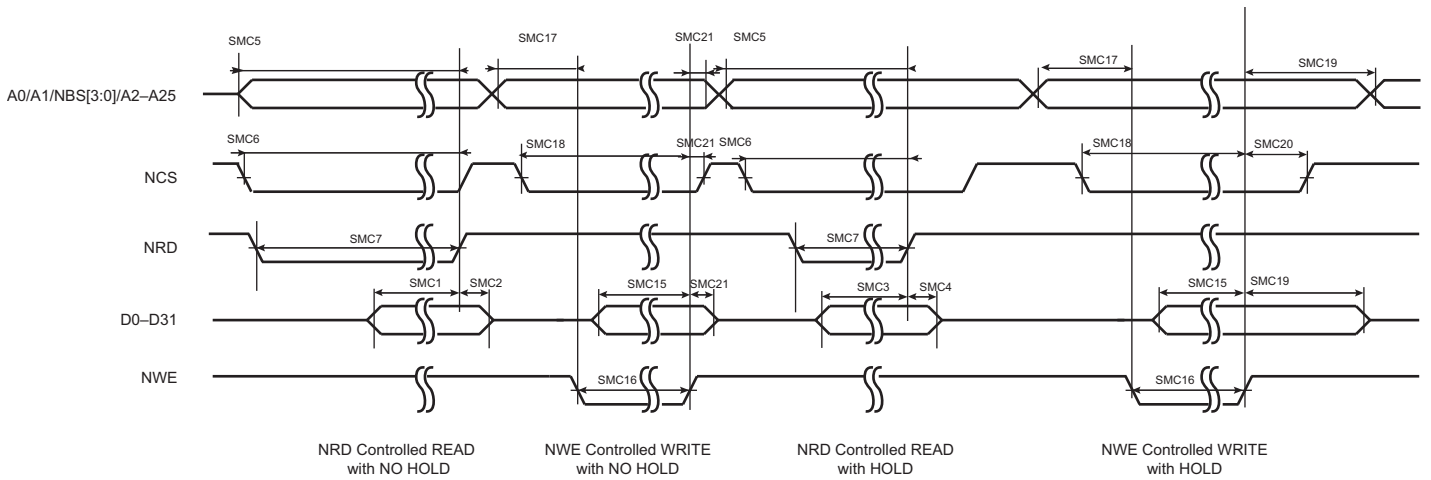 SMC5
SMC17
SMC21
SMC5
SMC17
SMC19
A0/A1/NBS[3:0]/A2–A25
SMC6
SMC18
SMC21
SMC6
SMC18
SMC20
NCS
NRD
SMC7
SMC7
SMC1
SMC2
SMC15
SMC21
SMC3
SMC4
SMC15
SMC19
D0–D31
NWE
SMC16
SMC16
NRD Controlled READ
with NO HOLD
NWE Controlled WRITE
with NO HOLD
NRD Controlled READ
with HOLD
NWE Controlled WRITE
with HOLD